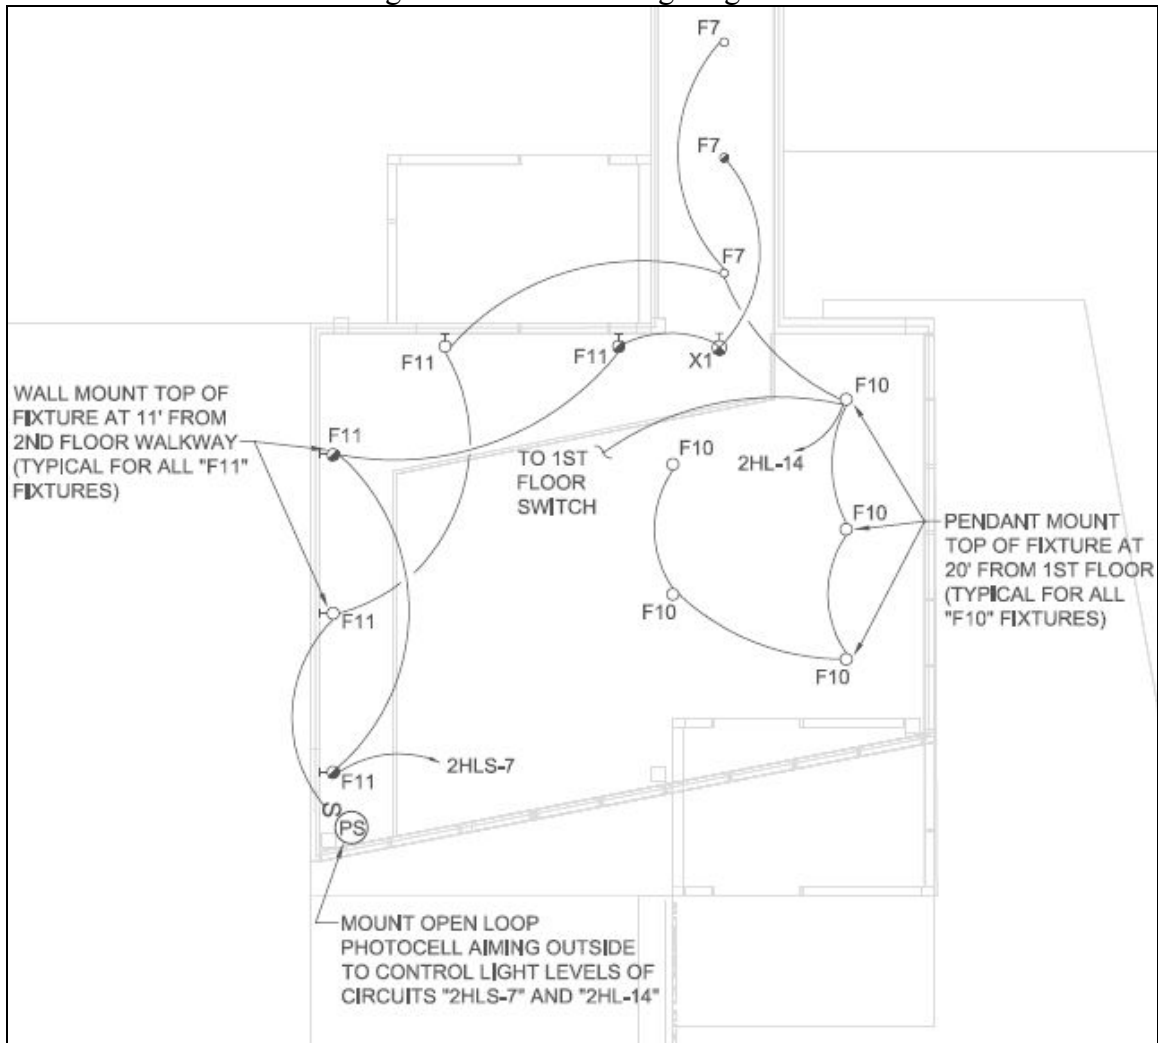 F7
F7
F7
F11
F11
X1
WALL MOUNT TOP OF
FIXTURE AT 11' FROM
2ND FLOOR WALKWAY
(TYPICAL FOR ALL "F11"
FIXTURES)
F11
F10
TO 1ST
FLOOR
SWITCH
F10
2HL-14
F10
PENDANT MOUNT
TOP OF FIXTURE AT
20' FROM 1ST FLOOR
(TYPICAL FOR ALL
"F10" FIXTURES)
F11
F10
F10
F11
2HLS-7
S
PS
MOUNT OPEN LOOP
PHOTOCELL AIMING OUTSIDE
TO CONTROL LIGHT LEVELS OF
CIRCUITS "2HLS-7" AND "2HL-14"